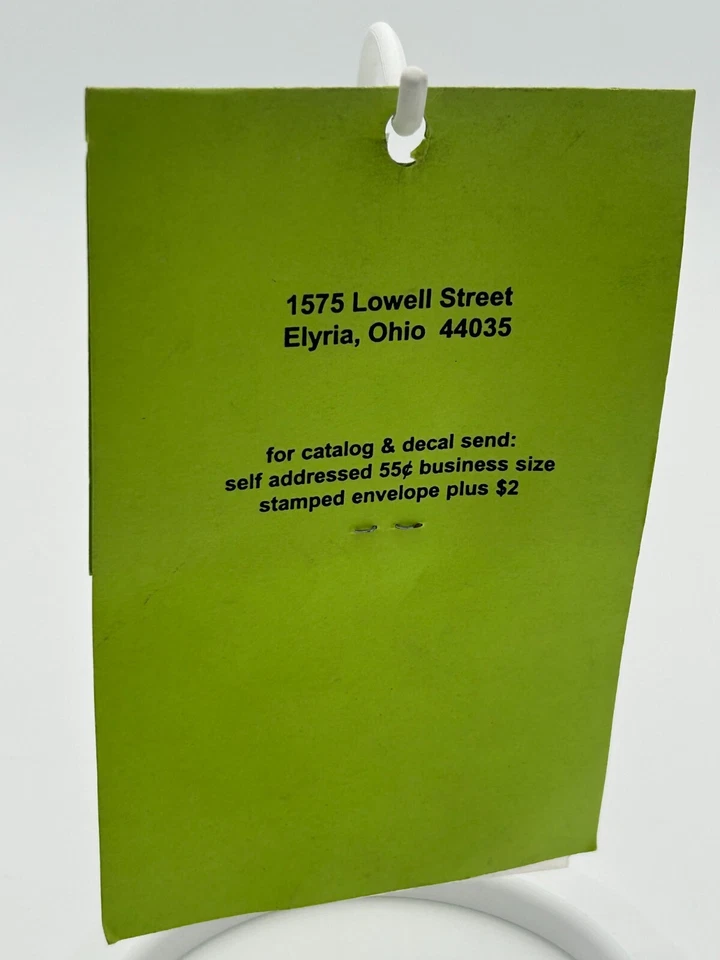 1575 Lowell Street
Elyria, Ohio  44035
for catalog & decal send:
self addressed 55¢ business size
stamped envelope plus $2